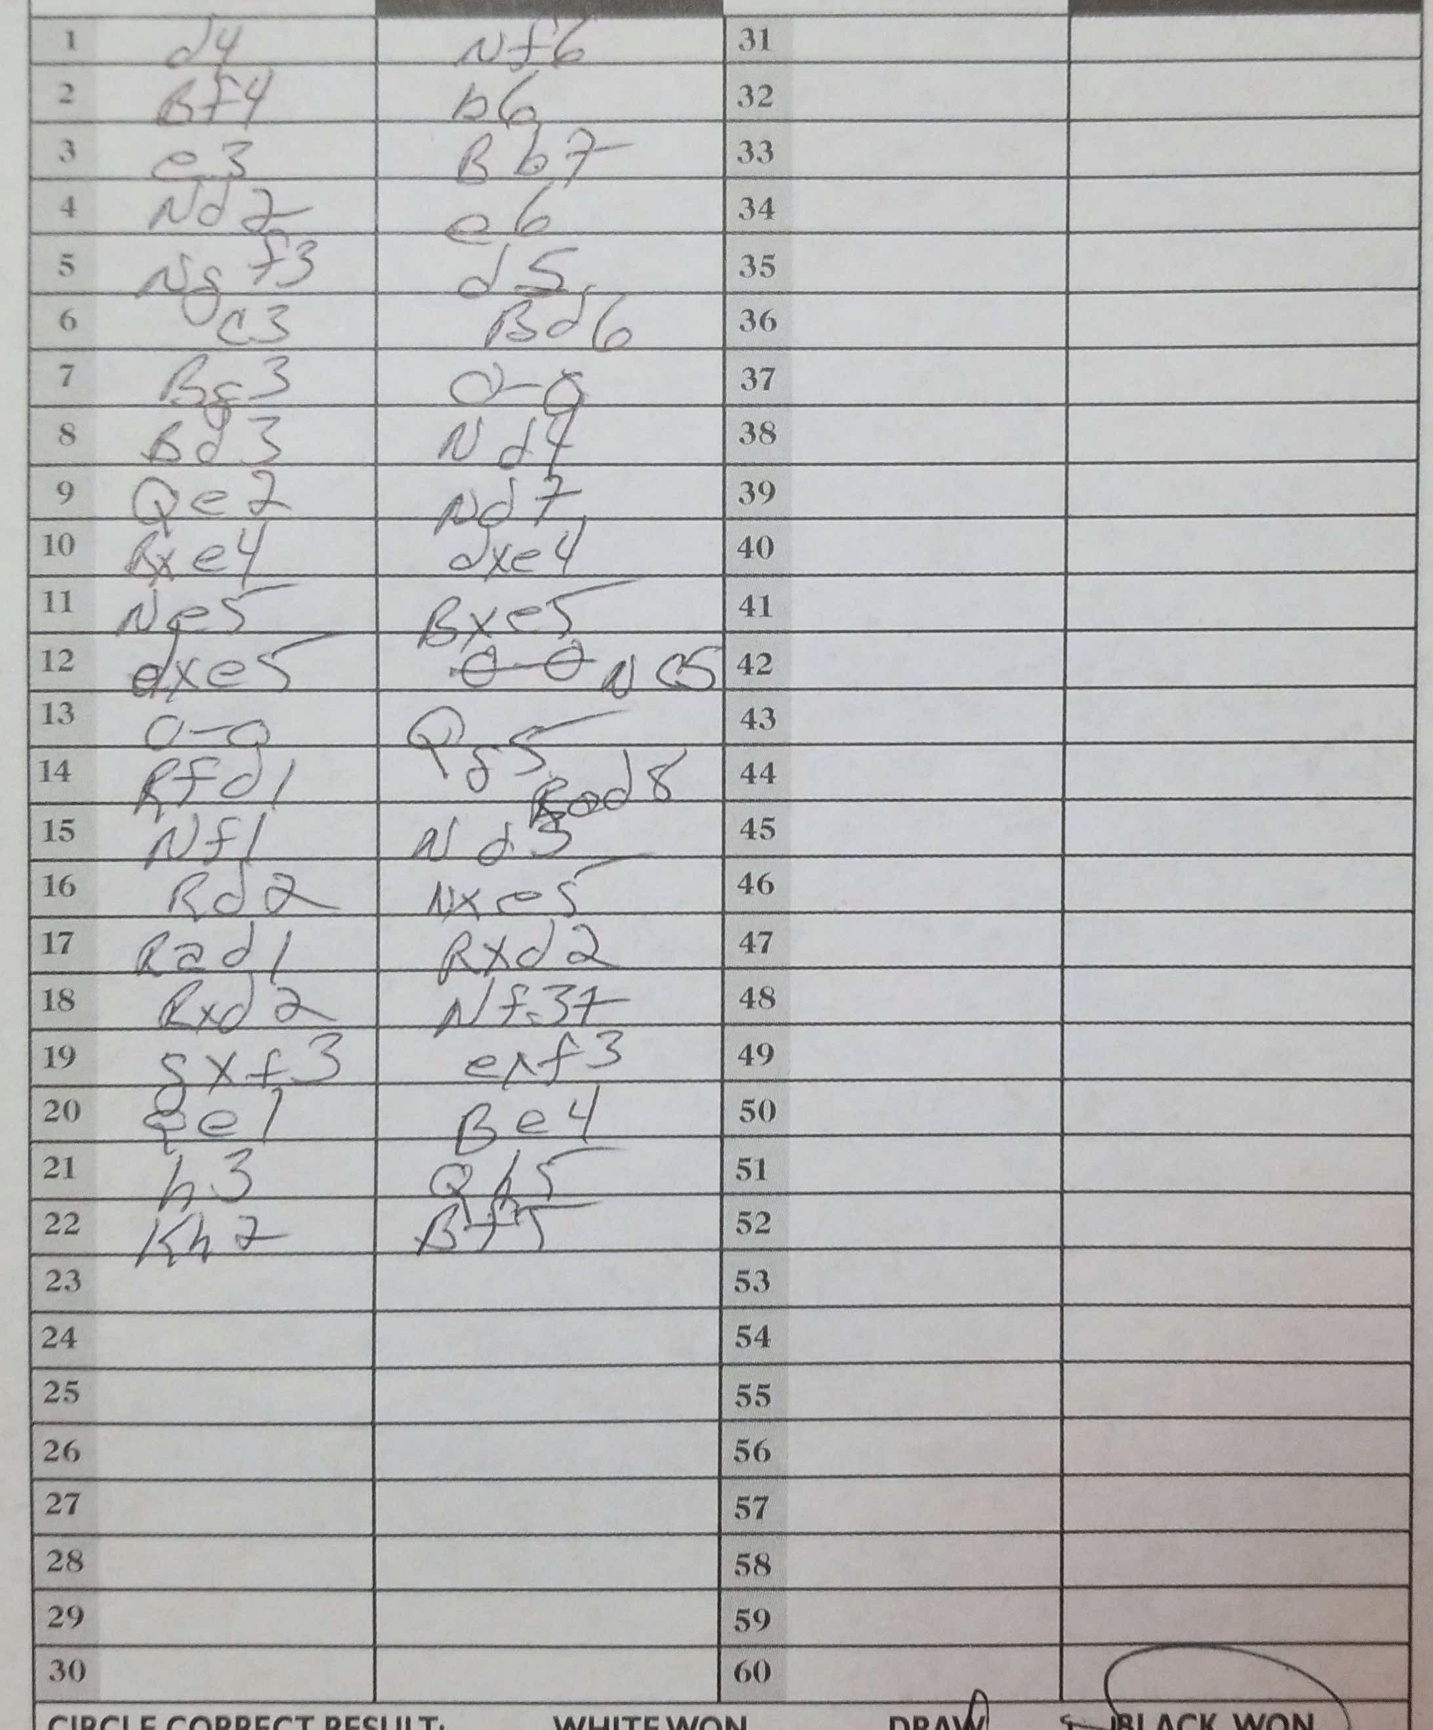 1 d4 Nf6 31
2 Bf4 b6 32
3 e3 Bb7 33
4 Nd2 e6 34
5 Ngf3 d5 35
6 c3 Bd6 36
7 Bg3 0-0 37
8 Bd3 Nd4 38
9 Qe2 Nd7 39
10 Bxe4 dxe4 40
11 Ne5 Bxe5 41
12 dxe5 0-0 Nc5 42
13 0-0 Qg5 43
14 Rfd1 Rad8 44
15 Nf1 Nd3 45
16 Rd2 Nxe5 46
17 Rad1 Rxd2 47
18 Rxd2 Nf3+ 48
19 gxf3 exf3 49
20 Qe1 Be4 50
21 h3 Qh5 51
22 Kh2 Bf5 52
23 53
24 54
25 55
26 56
27 57
28 58
29 59
30 60
CIRCLE CORRECT RESULT: WHITE WON DRAW BLACK WON